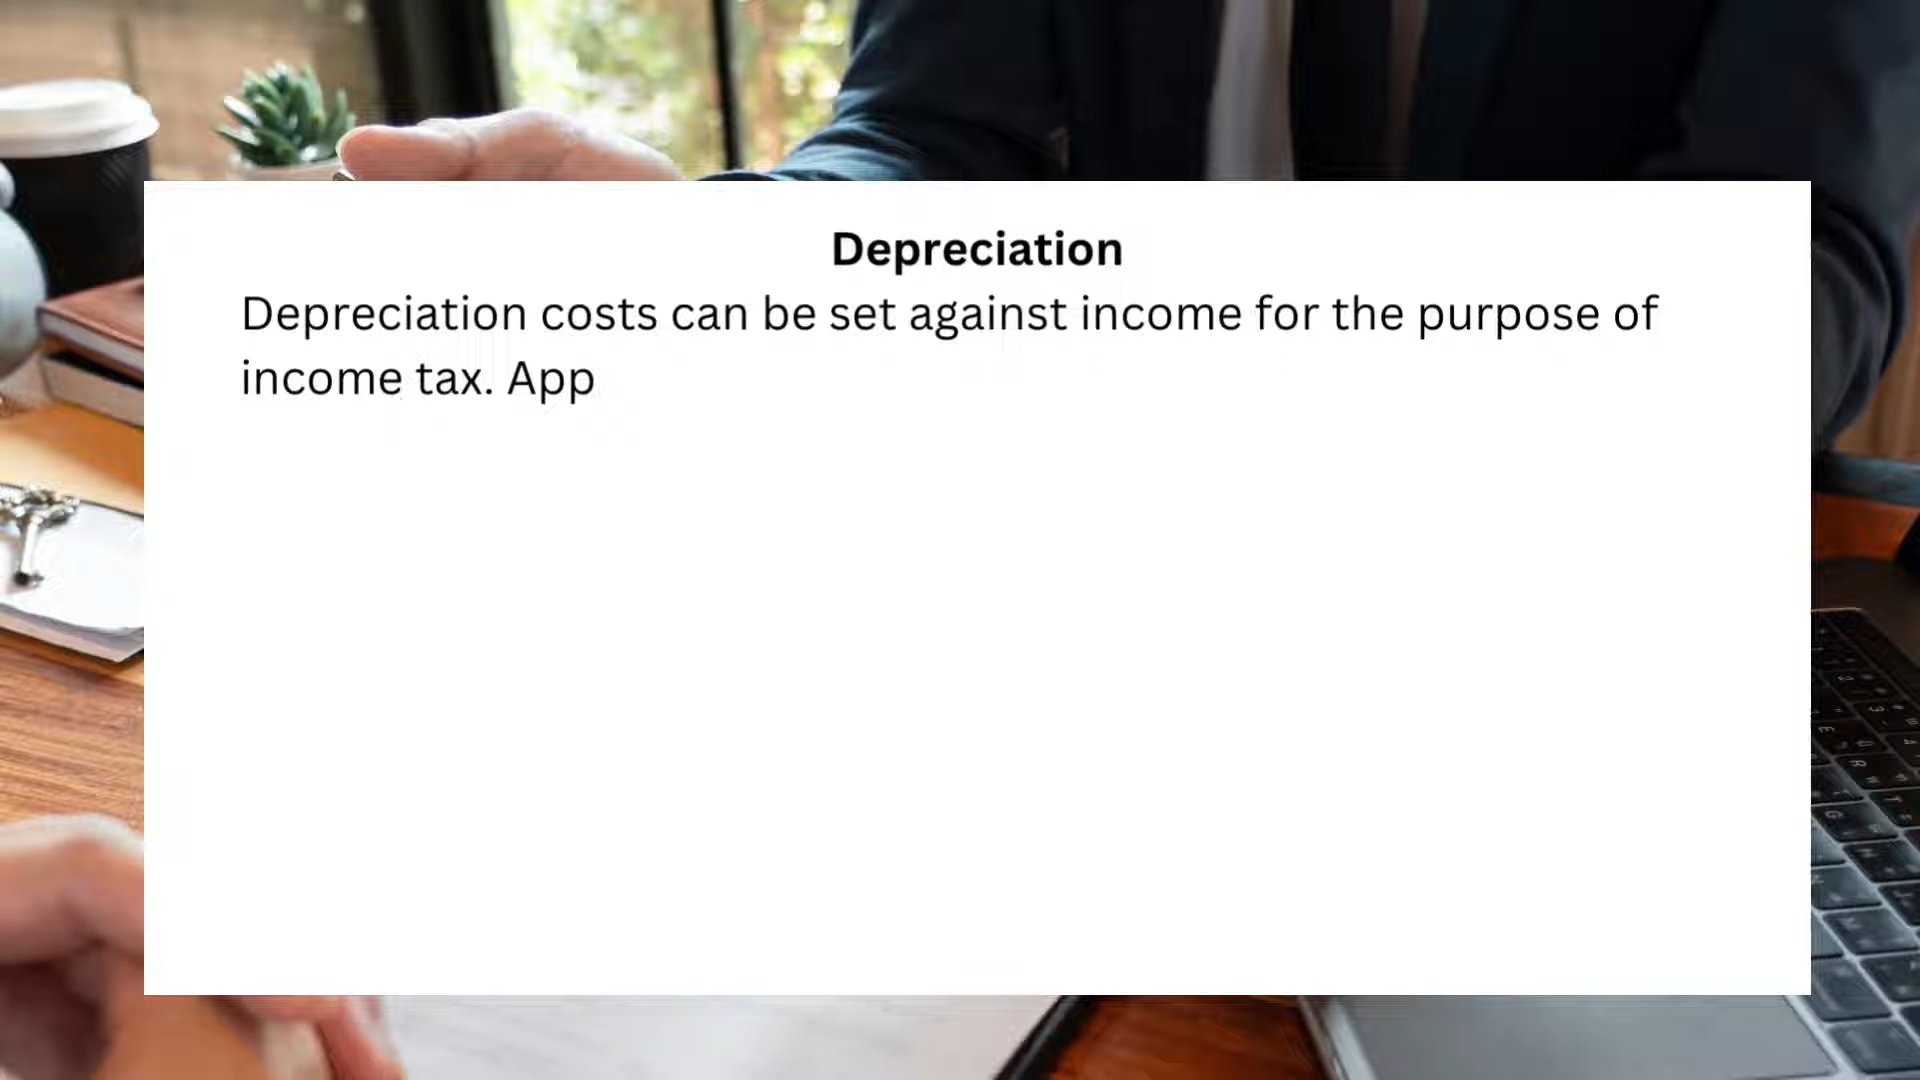 Depreciation
Depreciation costs can be set against income for the purpose of
income tax. App